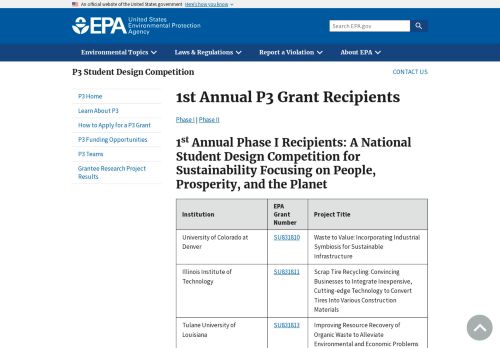 An official website of the United States government Here's how you know
EPA United States
Environmental Protection
Agency
Search EPA.gov
Environmental Topics Laws & Regulations Report a Violation About EPA
P3 Student Design Competition
CONTACT US
P3 Home
Learn About P3
How to Apply for a P3 Grant
P3 Funding Opportunities
P3 Teams
Grantee Research Project
Results
1st Annual P3 Grant Recipients
Phase I | Phase II
1st Annual Phase I Recipients: A National
Student Design Competition for
Sustainability Focusing on People,
Prosperity, and the Planet
Institution
EPA
Grant
Number
Project Title
University of Colorado at
Denver
SU831810
Waste to Value: Incorporating Industrial
Symbiosis for Sustainable
Infrastructure
Illinois Institute of
Technology
SU831811
Scrap Tire Recycling: Convincing
Businesses to Integrate Inexpensive,
Cutting-edge Technology to Convert
Tires Into Various Construction
Materials
Tulane University of
Louisiana
SU831813
Improving Resource Recovery of
Organic Waste to Alleviate
Environmental and Economic Problems